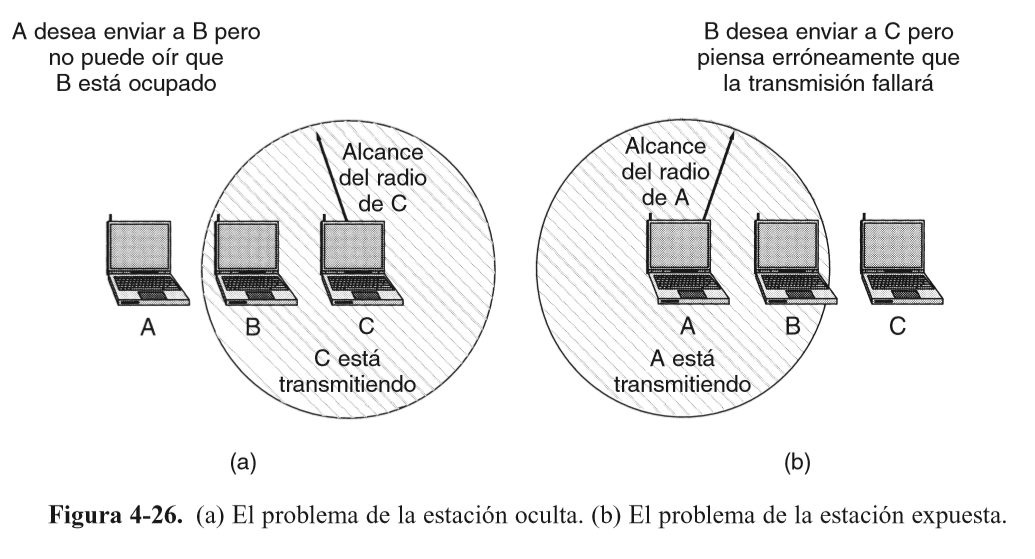 A desea enviar a B pero
no puede oír que
B está ocupado
Alcance
del radio
de C
A
B
C
C está
transmitiendo
(a)
B desea enviar a C pero
piensa erróneamente que
la transmisión fallará
Alcance
del radio
de A
A
B
C
A está
transmitiendo
(b)
Figura 4-26. (a) El problema de la estación oculta. (b) El problema de la estación expuesta.